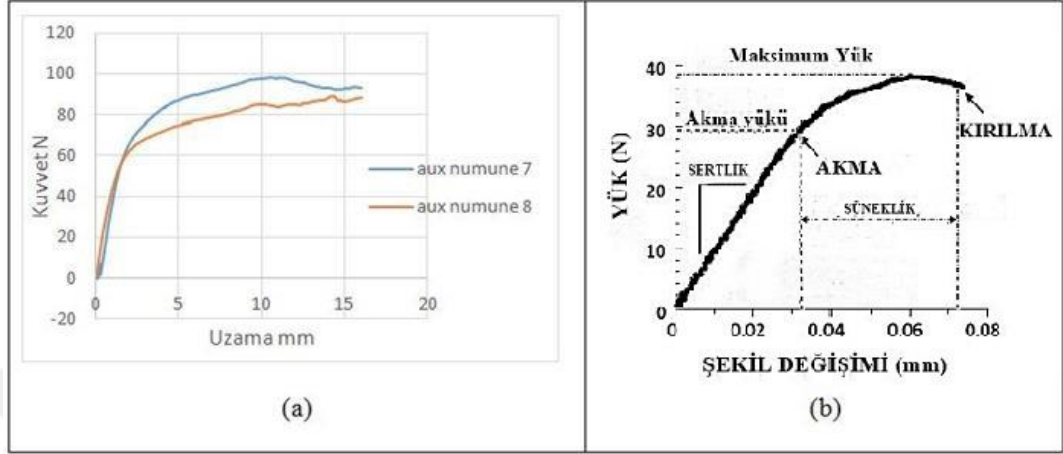 120
100
80
60
40
20
0
-20
Kuvvet N
0 5 10 15 20
Uzama mm
aux numune 7
aux numune 8
(a)
YÜK (N)
40
30
20
10
0
Maksimum Yük
Akma yükü
KIRILMA
AKMA
SERTLİK
SÜNEKLİK
0 0.02 0.04 0.06 0.08
ŞEKİL DEĞİŞİMİ (mm)
(b)